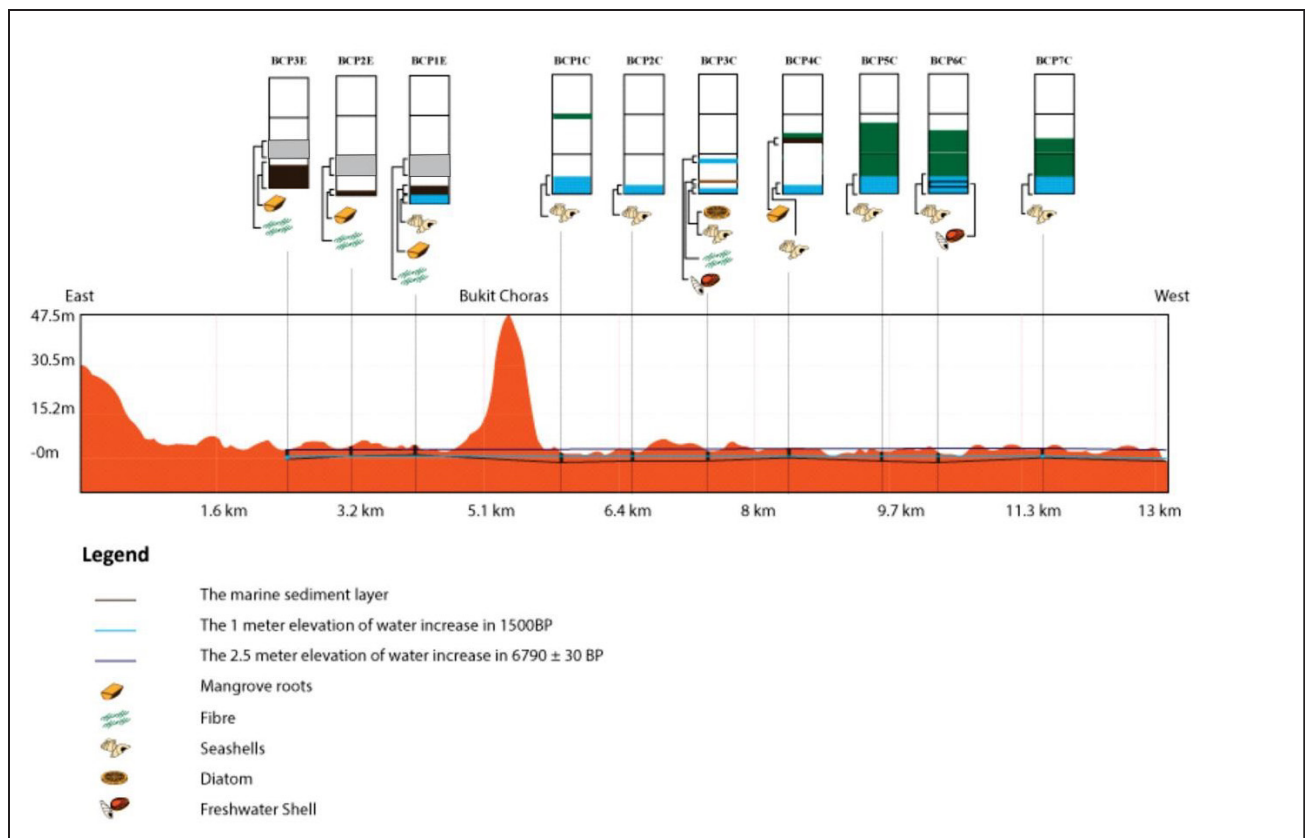 BCP3E BCP2E BCP1E BCP1C BCP2C BCP3C BCP4C BCP5C BCP6C BCP7C
East Bukit Choras West
47.5m
30.5m
15.2m
-0m
1.6 km 3.2 km 5.1 km 6.4 km 8 km 9.7 km 11.3 km 13 km
Legend
The marine sediment layer
The 1 meter elevation of water increase in 1500BP
The 2.5 meter elevation of water increase in 6790 ± 30 BP
Mangrove roots
Fibre
Seashells
Diatom
Freshwater Shell